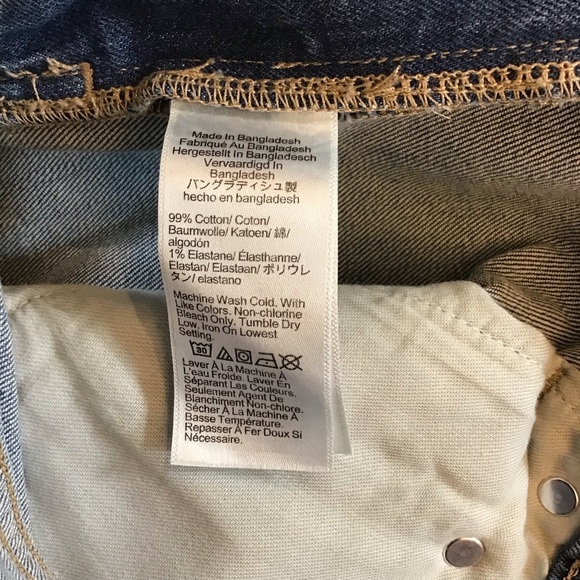 Made In Bangladesh
Fabriqué Au Bangladesh
Hergestellt In Bangladesch
Vervaardigd In
Bangladesh
バングラディシュ製
hecho en bangladesh
99% Cotton/ Coton/
Baumwolle/ Katoen/ 綿/
algodón
1% Elastane/ Élasthanne/
Elastan/ Elastaan/ ポリウレ
タン/ elastano
Machine Wash Cold. With
Like Colors. Non-chlorine
Bleach Only. Tumble Dry
Low. Iron On Lowest
Setting.
30
Laver À La Machine À
L'eau Froide. Laver En
Séparant Les Couleurs.
Seulement Agent De
Blanchiment Non-chlore.
Sécher À La Machine À
Basse Température.
Repasser À Fer Doux Si
Nécessaire.